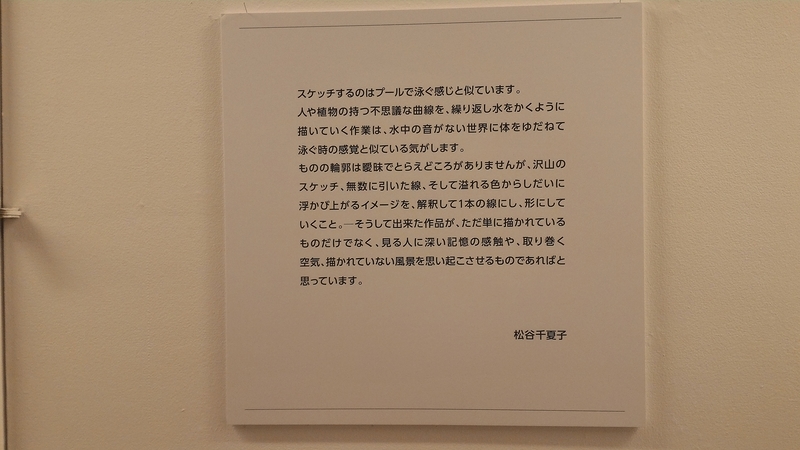 スケッチするのはプールで泳ぐ感じと似ています。
人や植物の持つ不思議な曲線を、繰り返し水をかくように
描いていく作業は、水中の音がない世界に体をゆだねて
泳ぐ時の感覚と似ている気がします。
ものの輪郭は曖昧でとらえどころがありませんが、沢山の
スケッチ、無数に引いた線、そして溢れる色からしだいに
浮かび上がるイメージを、解釈して1本の線にし、形にして
いくこと。―そうして出来た作品が、ただ単に描かれている
ものだけでなく、見る人に深い記憶の感触や、取り巻く
空気、描かれていない風景を思い起こさせるものであればと
思っています。
松谷千夏子